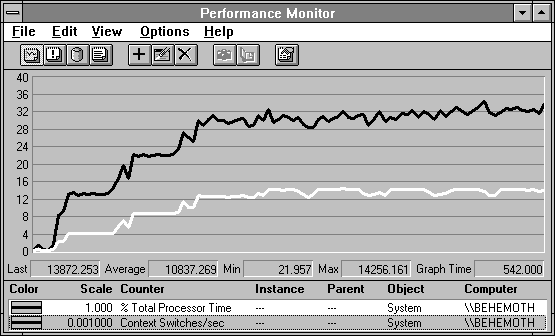 Performance Monitor
File Edit View Options Help
40
36
32
28
24
20
16
12
8
4
0
Last 13872.253 Average 10837.269 Min 21.957 Max 14256.161 Graph Time 542.000
Color Scale Counter Instance Parent Object Computer
1.000 % Total Processor Time --- --- System \\BEHEMOTH
0.001000 Context Switches/sec --- --- System \\BEHEMOTH